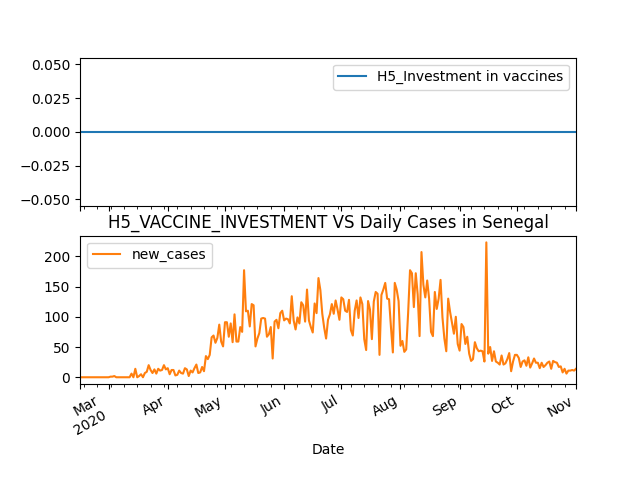 0.050
0.025
0.000
−0.025
−0.050
H5_Investment in vaccines
H5_VACCINE_INVESTMENT VS Daily Cases in Senegal
200
150
100
50
0
new_cases
Mar
2020
Apr
May
Jun
Jul
Aug
Sep
Oct
Nov
Date